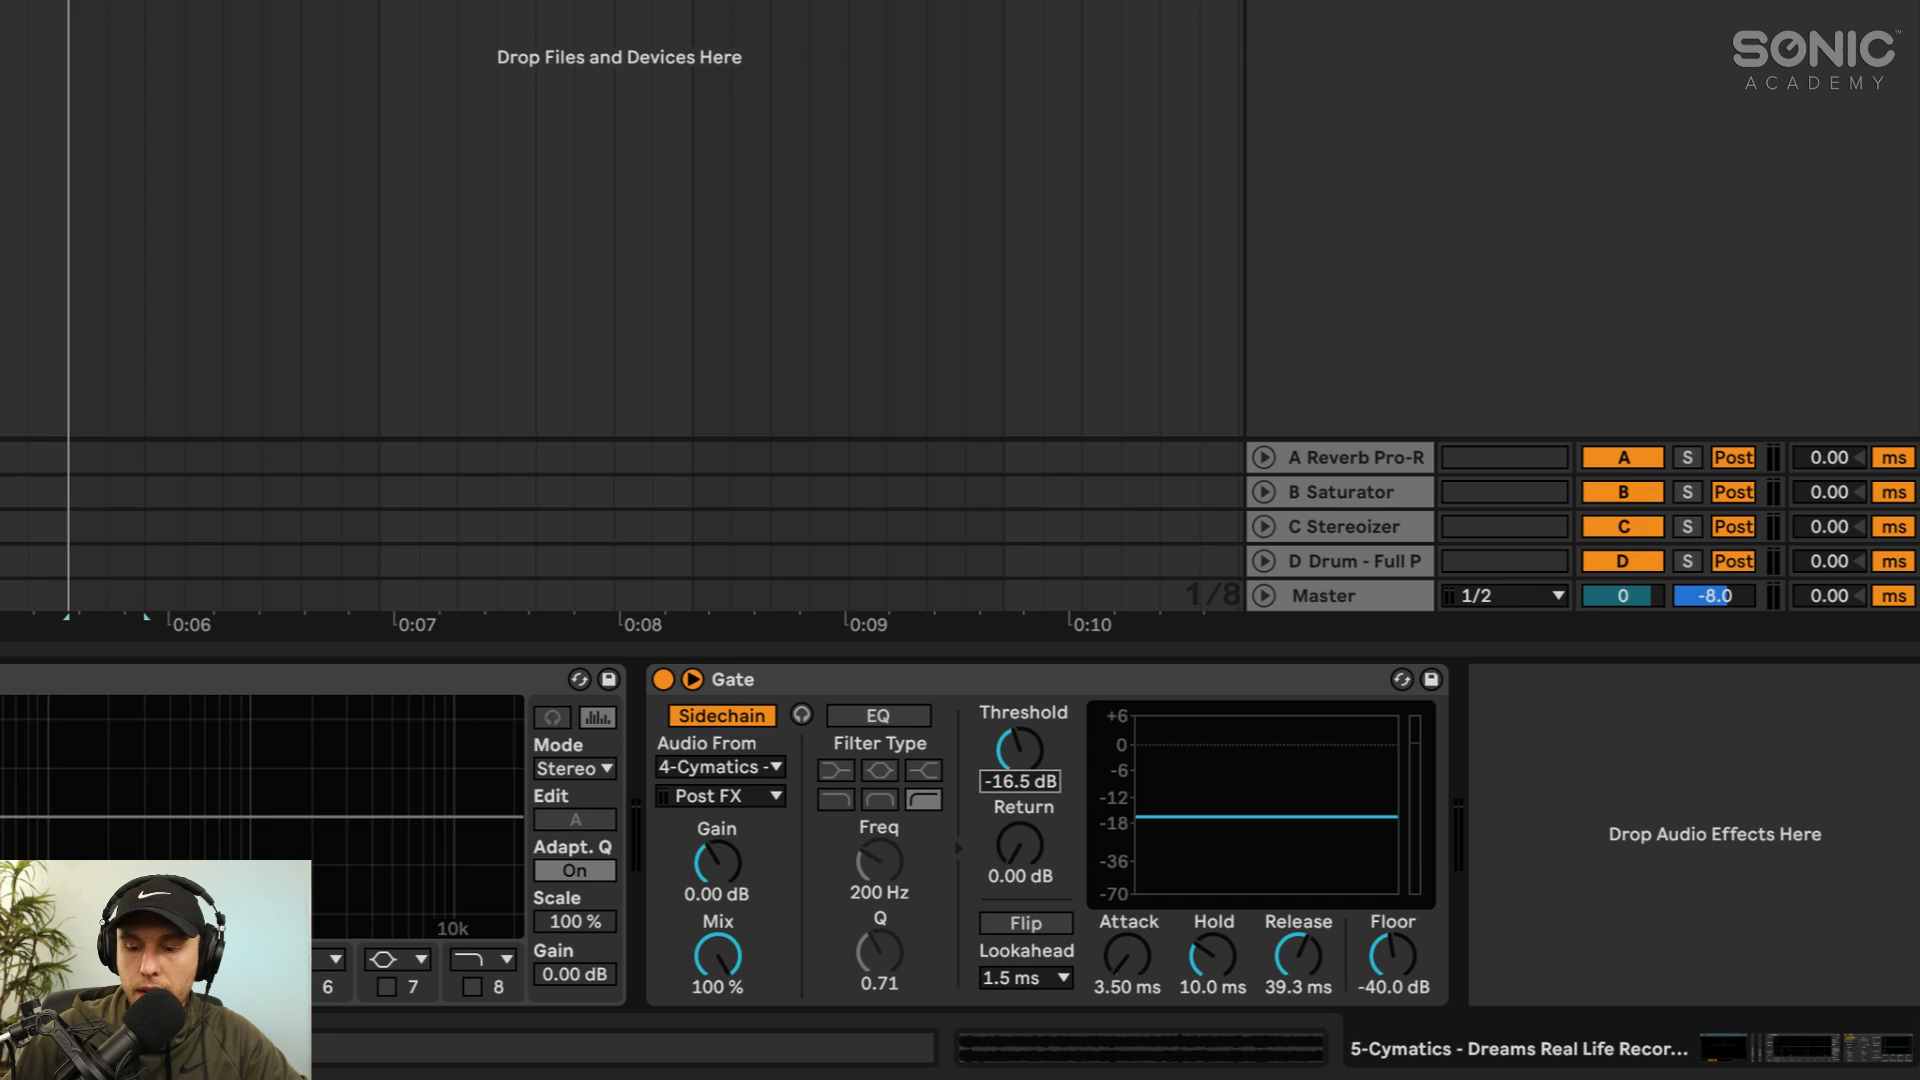 Drop Files and Devices Here
SONIC
ACADEMY
™
A Reverb Pro-R
A
S
Post
0.00
ms
B Saturator
B
S
Post
0.00
ms
C Stereoizer
C
S
Post
0.00
ms
D Drum - Full P
D
S
Post
0.00
ms
1/8
Master
1/2
0
-8.0
0.00
ms
0:06
0:07
0:08
0:09
0:10
Mode
Stereo
Edit
A
Adapt. Q
On
Scale
100 %
Gain
0.00 dB
10k
6
7
8
Gate
Sidechain
EQ
Audio From
4-Cymatics -
Post FX
Gain
0.00 dB
Mix
100 %
Filter Type
Freq
200 Hz
Q
0.71
Threshold
-16.5 dB
Return
0.00 dB
Flip
Lookahead
1.5 ms
+6
0
-6
-12
-18
-36
-70
Attack
3.50 ms
Hold
10.0 ms
Release
39.3 ms
Floor
-40.0 dB
Drop Audio Effects Here
5-Cymatics - Dreams Real Life Recor...